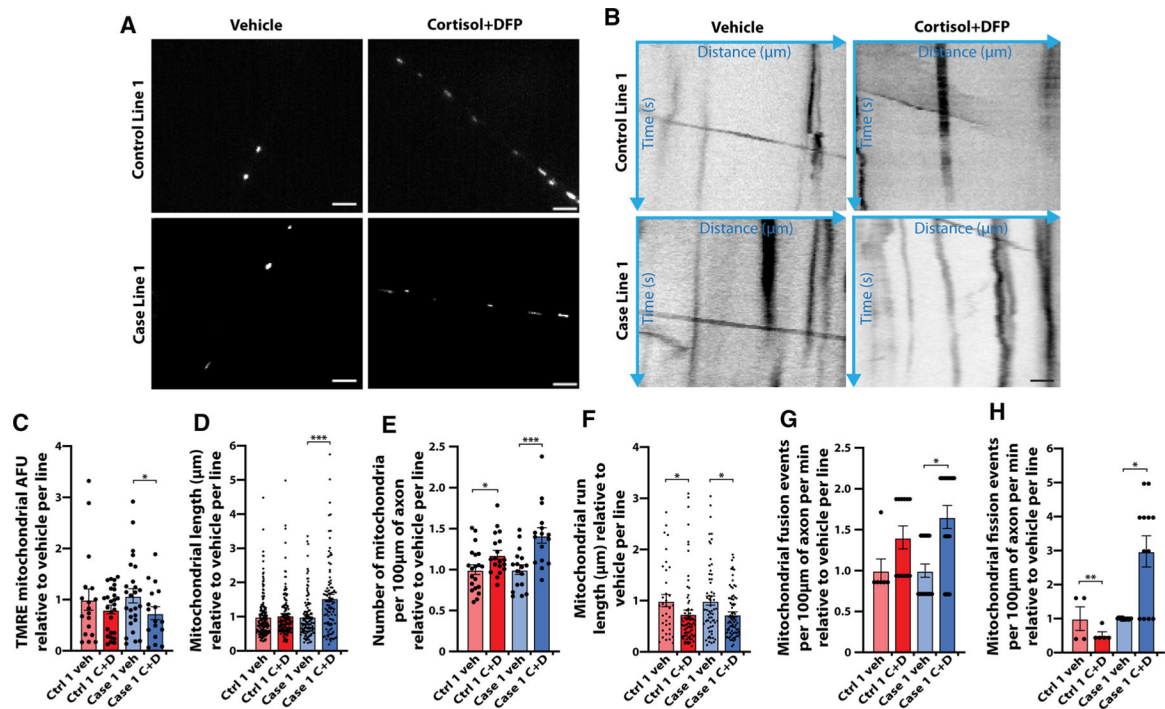 A
Vehicle
Cortisol+DFP
Control Line 1
Case Line 1
B
Vehicle
Cortisol+DFP
Control Line 1
Case Line 1
Distance (μm)
Time (s)
Distance (μm)
Time (s)
Distance (μm)
Time (s)
Distance (μm)
Time (s)
C
TMRE mitochondrial AFU
relative to vehicle per line
4
3
2
1
0
*
Ctrl 1 veh
Ctrl 1 C+D
Case 1 veh
Case 1 C+D
D
Mitochondrial length (μm)
relative to vehicle per line
6
5
4
3
2
1
0
***
Ctrl 1 veh
Ctrl 1 C+D
Case 1 veh
Case 1 C+D
E
Number of mitochondria
per 100μm of axon
relative to vehicle per line
2.5
2.0
1.5
1.0
0.5
0
*
***
Ctrl 1 veh
Ctrl 1 C+D
Case 1 veh
Case 1 C+D
F
Mitochondrial run
length (μm) relative to
vehicle per line
4
3
2
1
0
*
*
Ctrl 1 veh
Ctrl 1 C+D
Case 1 veh
Case 1 C+D
G
Mitochondrial fusion events
per 100μm of axon per min
relative to vehicle per line
2.5
2.0
1.5
1.0
0.5
0
*
Ctrl 1 veh
Ctrl 1 C+D
Case 1 veh
Case 1 C+D
H
Mitochondrial fission events
per 100μm of axon per min
relative to vehicle per line
6
5
4
3
2
1
0
**
*
Ctrl 1 veh
Ctrl 1 C+D
Case 1 veh
Case 1 C+D